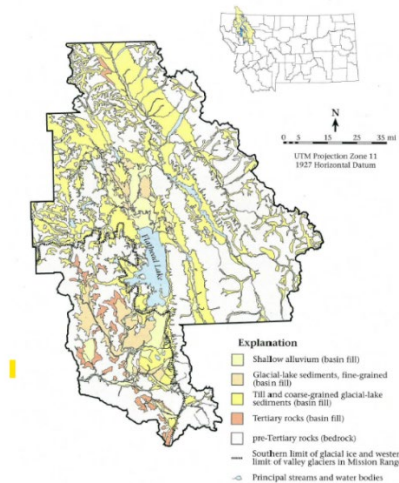 N
0 5 15 25 35 mi
UTM Projection Zone 11
1927 Horizontal Datum
Flathead Lake
Explanation
Shallow alluvium (basin fill)
Glacial-lake sediments, fine-grained
(basin fill)
Till and coarse-grained glacial-lake
sediments (basin fill)
Tertiary rocks (basin fill)
pre-Tertiary rocks (bedrock)
Southern limit of glacial ice and wester
limit of valley glaciers in Mission Rang
Principal streams and water bodies